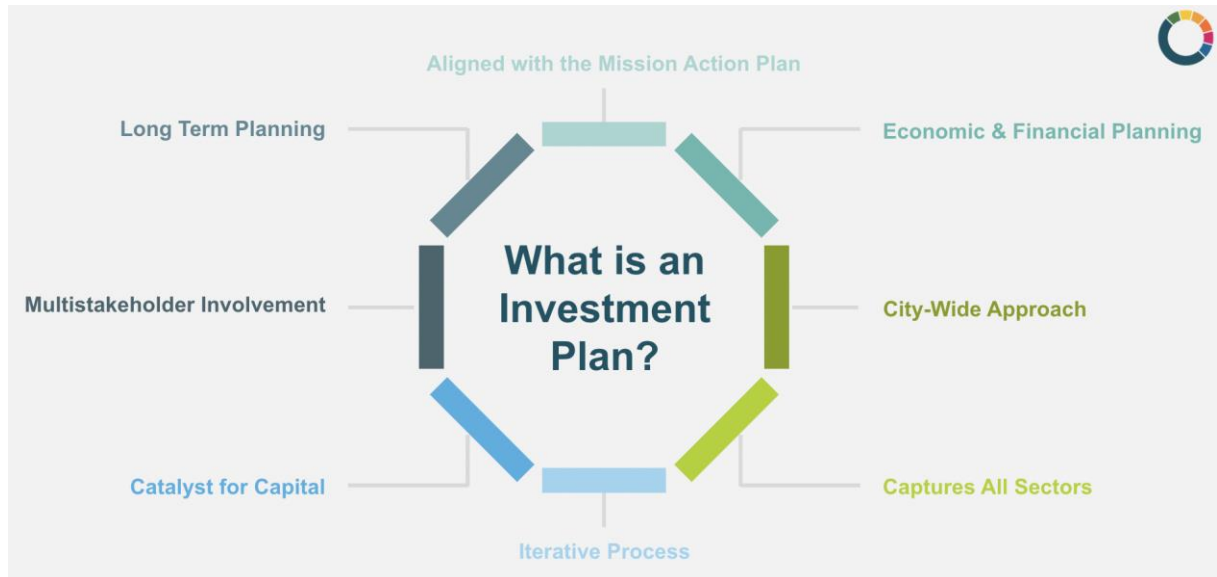 Aligned with the Mission Action Plan
Long Term Planning
Economic & Financial Planning
What is an
Investment
Plan?
Multistakeholder Involvement
City-Wide Approach
Catalyst for Capital
Captures All Sectors
Iterative Process